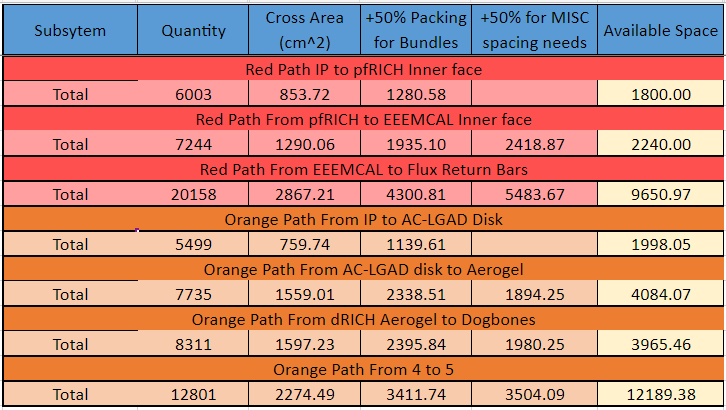 Subsytem Quantity Cross Area (cm^2) +50% Packing for Bundles +50% for MISC spacing needs Available Space
Red Path IP to pfRICH Inner face
Total 6003 853.72 1280.58 1800.00
Red Path From pfRICH to EEEMCAL Inner face
Total 7244 1290.06 1935.10 2418.87 2240.00
Red Path From EEEMCAL to Flux Return Bars
Total 20158 2867.21 4300.81 5483.67 9650.97
Orange Path From IP to AC-LGAD Disk
Total 5499 759.74 1139.61 1998.05
Orange Path From AC-LGAD disk to Aerogel
Total 7735 1559.01 2338.51 1894.25 4084.07
Orange Path From dRICH Aerogel to Dogbones
Total 8311 1597.23 2395.84 1980.25 3965.46
Orange Path From 4 to 5
Total 12801 2274.49 3411.74 3504.09 12189.38